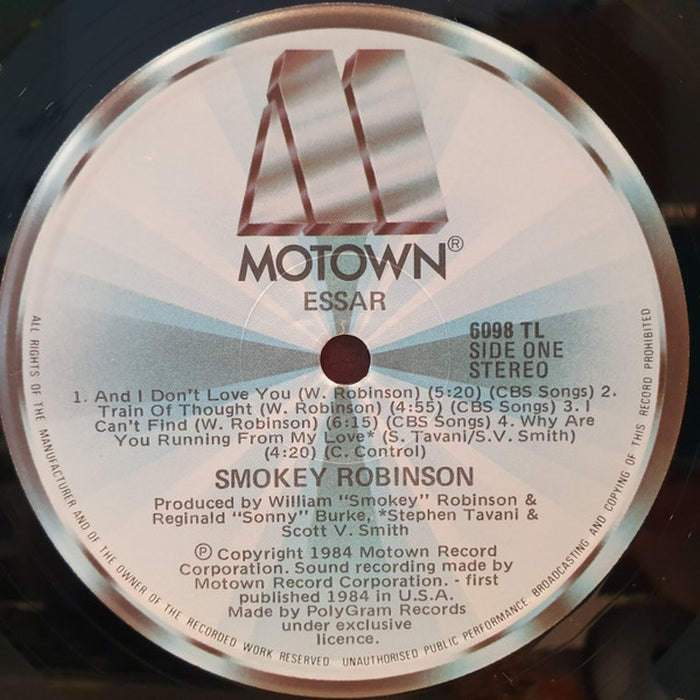 MOTOWN®
ESSAR
6098 TL
SIDE ONE
STEREO
1. And I Don't Love You (W. Robinson) (5:20) (CBS Songs) 2.
Train Of Thought (W. Robinson) (4:55) (CBS Songs) 3. I
Can't Find (W. Robinson) (6:15) (CBS Songs) 4. Why Are
You Running From My Love* (S. Tavani/S.V. Smith)
(4:20) (C. Control)
SMOKEY ROBINSON
Produced by William "Smokey" Robinson &
Reginald "Sonny" Burke, *Stephen Tavani &
Scott V. Smith
℗ Copyright 1984 Motown Record
Corporation. Sound recording made by
Motown Record Corporation. - first
published 1984 in U.S.A.
Made by PolyGram Records
under exclusive
licence.
ALL RIGHTS OF THE MANUFACTURER AND OF THE OWNER OF THE RECORDED WORK RESERVED UNAUTHORISED PUBLIC PERFORMANCE BROADCASTING AND COPYING OF THIS RECORD PROHIBITED